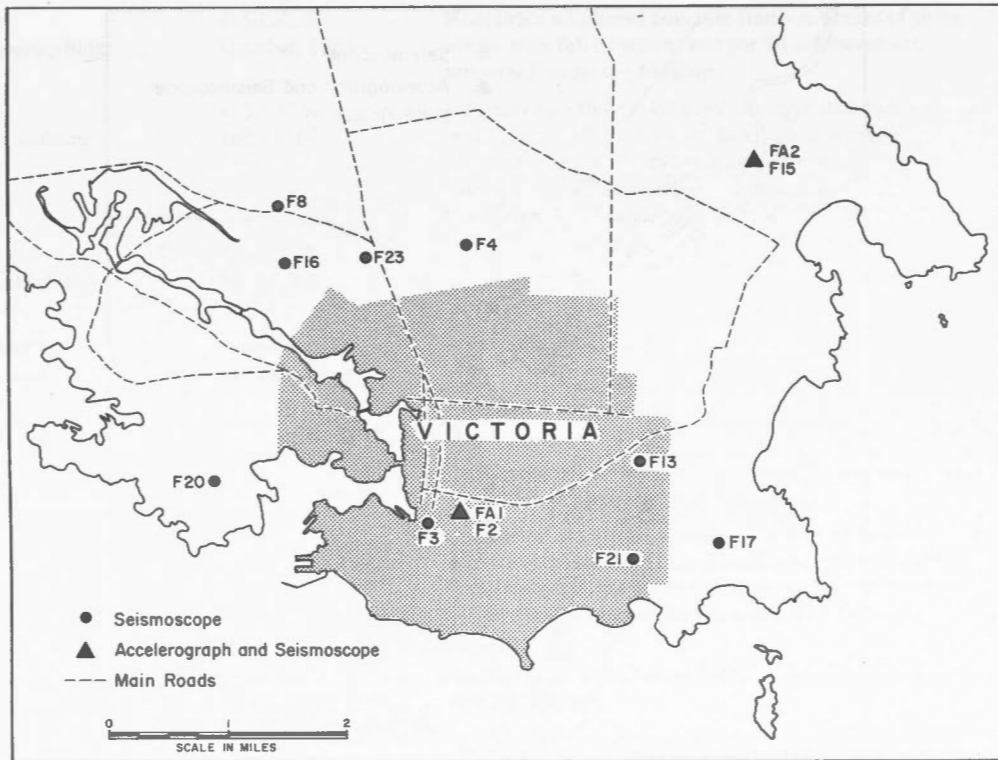 FA2
F15
F8
F4
F23
F16
VICTORIA
F13
F20
FA1
F2
F3
F17
F21
Seismoscope
Accelerograph and Seismoscope
Main Roads
0 1 2
SCALE IN MILES